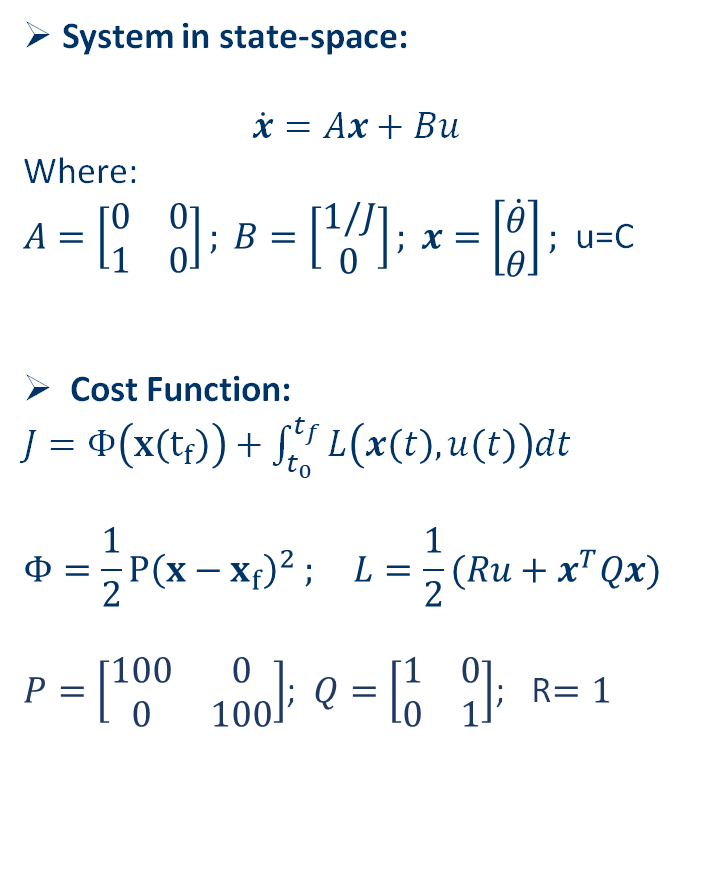 ➢ System in state-space:
ẋ = Ax + Bu
Where:
A = [0 0; 1 0]; B = [1/J; 0]; x = [θ̇; θ]; u=C
➢ Cost Function:
J = Φ(x(t_f)) + ∫_{t_0}^{t_f} L(x(t), u(t))dt
Φ = 1/2 P(x − x_f)²; L = 1/2 (Ru + x^T Qx)
P = [100 0; 0 100]; Q = [1 0; 0 1]; R= 1